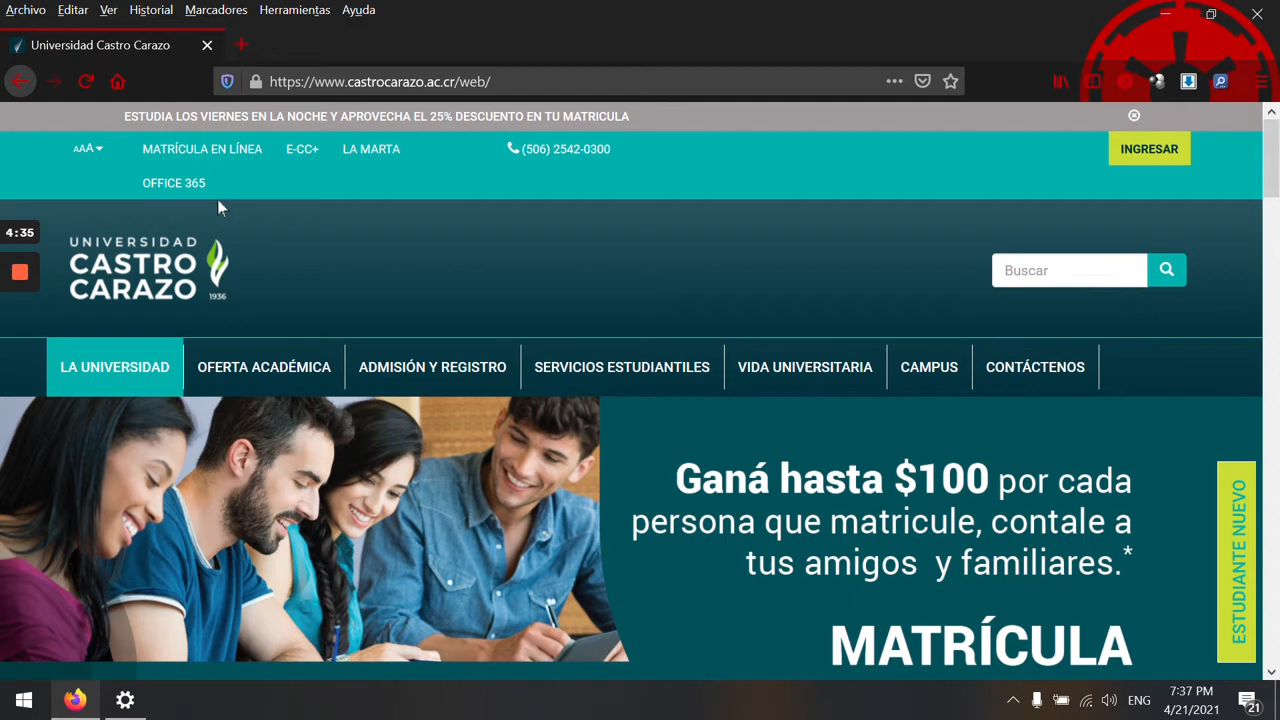 Archivo Editar Ver Historial Marcadores Herramientas Ayuda
Universidad Castro Carazo
https://www.castrocarazo.ac.cr/web/
ESTUDIA LOS VIERNES EN LA NOCHE Y APROVECHA EL 25% DESCUENTO EN TU MATRICULA
AAA MATRÍCULA EN LÍNEA E-CC+ LA MARTA (506) 2542-0300 INGRESAR
OFFICE 365
4:35
UNIVERSIDAD
CASTRO
CARAZO
1936
Buscar
LA UNIVERSIDAD OFERTA ACADÉMICA ADMISIÓN Y REGISTRO SERVICIOS ESTUDIANTILES VIDA UNIVERSITARIA CAMPUS CONTÁCTENOS
Ganá hasta $100 por cada
persona que matricule, contale a
tus amigos y familiares.*
MATRÍCULA
ESTUDIANTE NUEVO
ENG
7:37 PM
4/21/2021
21